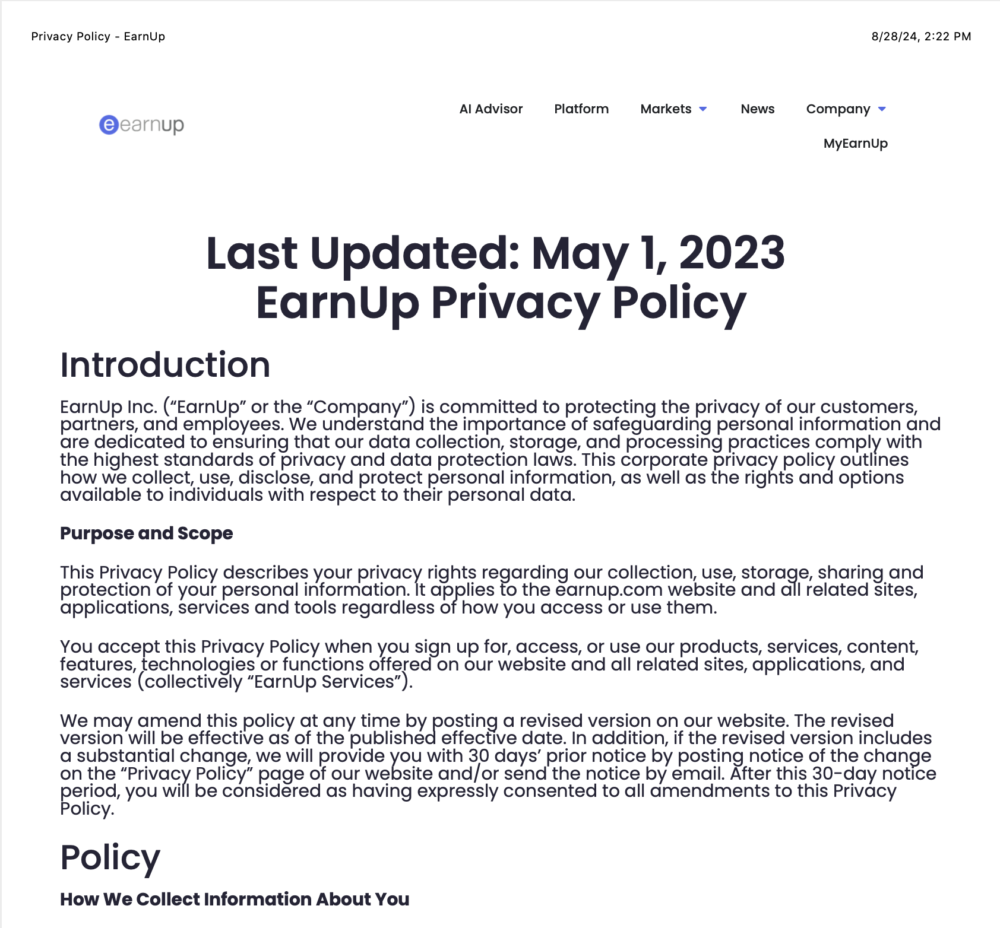 Privacy Policy - EarnUp
8/28/24, 2:22 PM
e earnup
AI Advisor
Platform
Markets
News
Company
MyEarnUp
Last Updated: May 1, 2023
EarnUp Privacy Policy
Introduction
EarnUp Inc. (“EarnUp” or the “Company”) is committed to protecting the privacy of our customers,
partners, and employees. We understand the importance of safeguarding personal information and
are dedicated to ensuring that our data collection, storage, and processing practices comply with
the highest standards of privacy and data protection laws. This corporate privacy policy outlines
how we collect, use, disclose, and protect personal information, as well as the rights and options
available to individuals with respect to their personal data.
Purpose and Scope
This Privacy Policy describes your privacy rights regarding our collection, use, storage, sharing and
protection of your personal information. It applies to the earnup.com website and all related sites,
applications, services and tools regardless of how you access or use them.
You accept this Privacy Policy when you sign up for, access, or use our products, services, content,
features, technologies or functions offered on our website and all related sites, applications, and
services (collectively “EarnUp Services”).
We may amend this policy at any time by posting a revised version on our website. The revised
version will be effective as of the published effective date. In addition, if the revised version includes
a substantial change, we will provide you with 30 days’ prior notice by posting notice of the change
on the “Privacy Policy” page of our website and/or send the notice by email. After this 30-day notice
period, you will be considered as having expressly consented to all amendments to this Privacy
Policy.
Policy
How We Collect Information About You